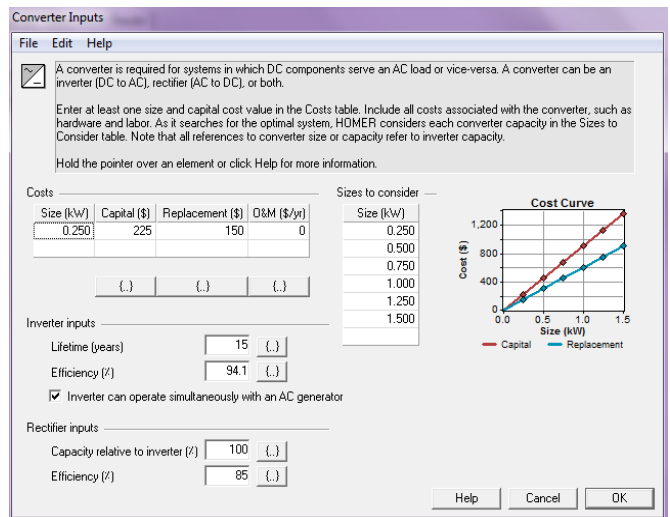 Converter Inputs
File Edit Help
A converter is required for systems in which DC components serve an AC load or vice-versa. A converter can be an
inverter (DC to AC), rectifier (AC to DC), or both.
Enter at least one size and capital cost value in the Costs table. Include all costs associated with the converter, such as
hardware and labor. As it searches for the optimal system, HOMER considers each converter capacity in the Sizes to
Consider table. Note that all references to converter size or capacity refer to inverter capacity.
Hold the pointer over an element or click Help for more information.
Costs
Size (kW) Capital ($) Replacement ($) O&M ($/yr)
0.250 225 150 0
{..} {..} {..}
Sizes to consider
Size (kW)
0.250
0.500
0.750
1.000
1.250
1.500
Cost Curve
Cost ($)
1,200
800
400
0
0.0 0.5 1.0 1.5
Size (kW)
Capital Replacement
Inverter inputs
Lifetime (years) 15 {..}
Efficiency (%) 94.1 {..}
Inverter can operate simultaneously with an AC generator
Rectifier inputs
Capacity relative to inverter (%) 100 {..}
Efficiency (%) 85 {..}
Help Cancel OK